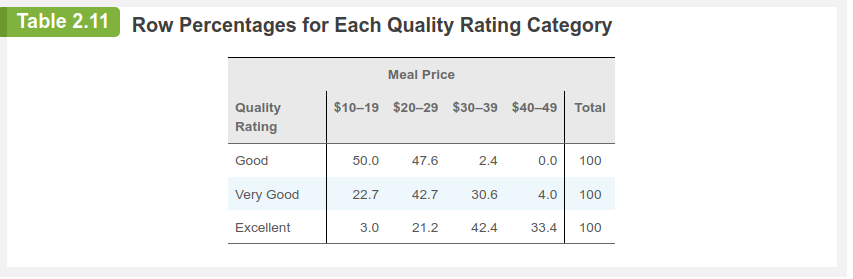 Table 2.11 Row Percentages for Each Quality Rating Category
Meal Price
Quality Rating $10–19 $20–29 $30–39 $40–49 Total
Good 50.0 47.6 2.4 0.0 100
Very Good 22.7 42.7 30.6 4.0 100
Excellent 3.0 21.2 42.4 33.4 100